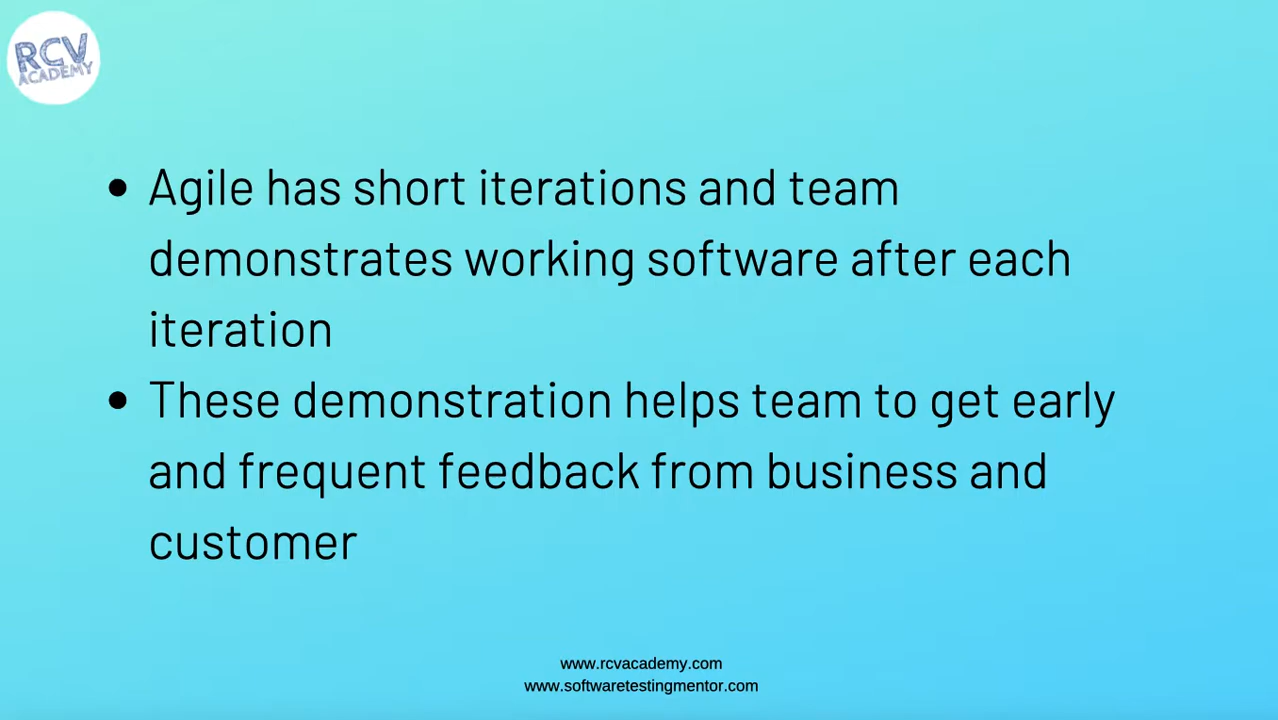 RCV
ACADEMY
• Agile has short iterations and team
demonstrates working software after each
iteration
• These demonstration helps team to get early
and frequent feedback from business and
customer
www.rcvacademy.com
www.softwaretestingmentor.com